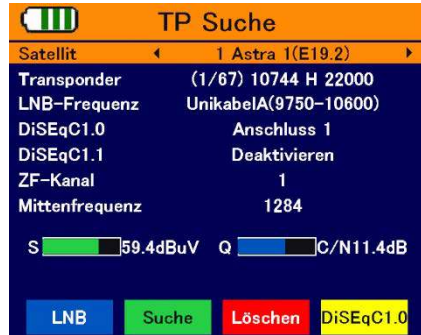 TP Suche
Satellit 1 Astra 1(E19.2)
Transponder (1/67) 10744 H 22000
LNB-Frequenz UnikabelA(9750-10600)
DiSEqC1.0 Anschluss 1
DiSEqC1.1 Deaktivieren
ZF-Kanal 1
Mittenfrequenz 1284
S 59.4dBuV Q C/N11.4dB
LNB Suche Löschen DiSEqC1.0